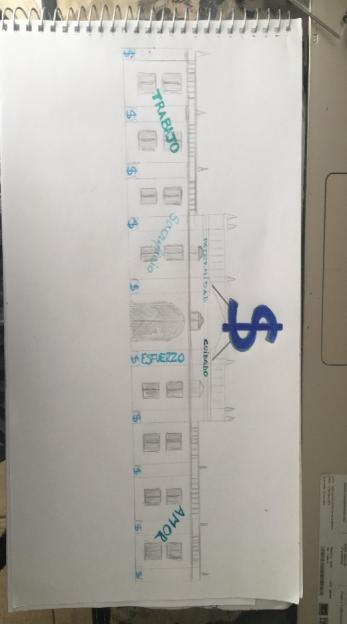 $
CUIDADO
TRABAJO
Sacrificio
ESFUERZO
AMOR
$ $ $ $ $ $ $ $ $ $